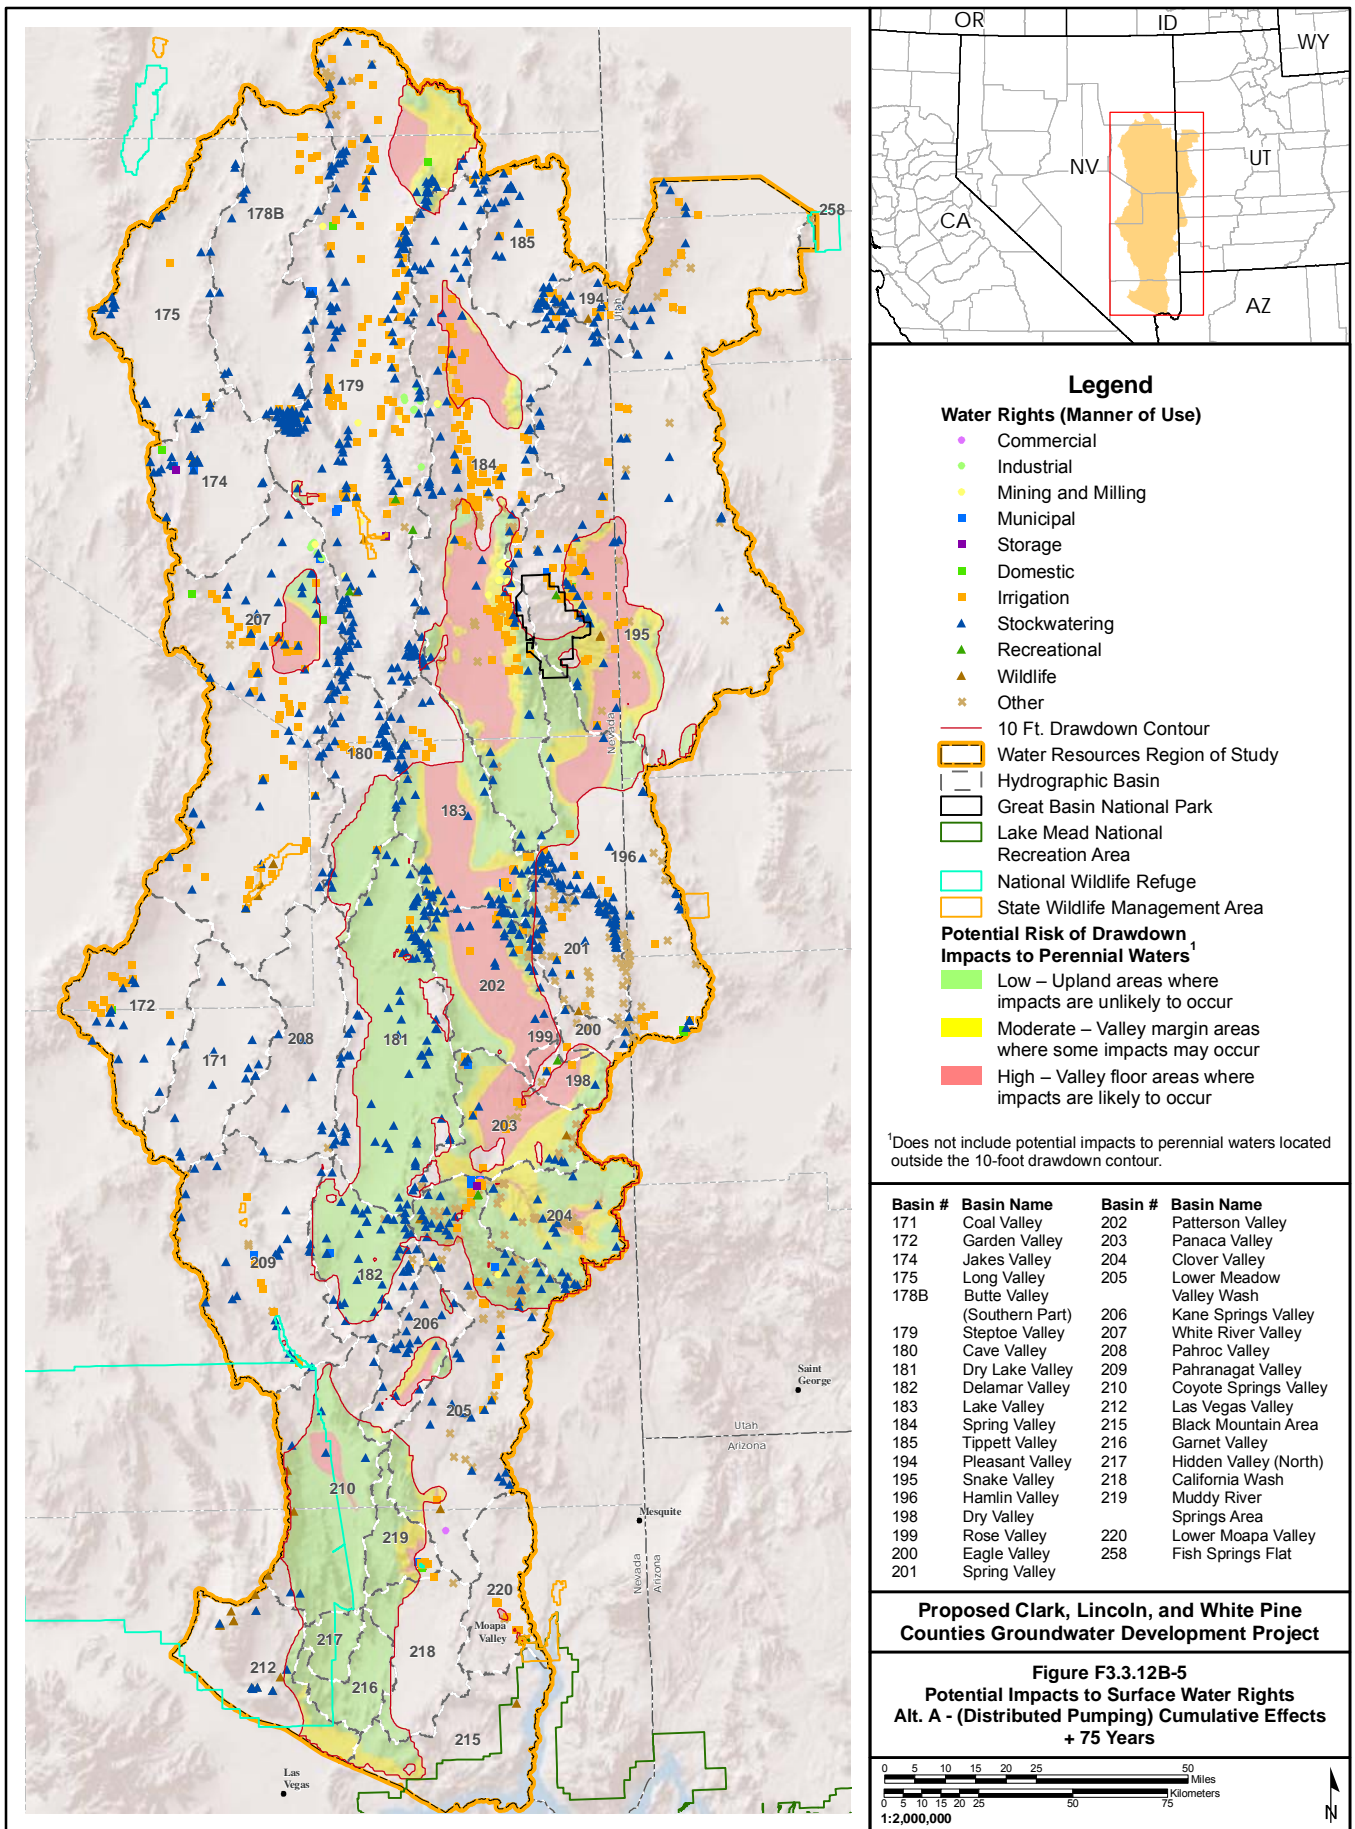 OR
ID
WY
NV
UT
CA
AZ
258
178B
185
175
194
Utah
179
184
174
207
195
Nevada
180
183
196
201
202
172
199
200
181
208
171
198
203
204
209
182
206
Saint
George
205
Utah
Arizona
210
Mesquite
219
Nevada
Arizona
220
Moapa
Valley
217
218
212
216
215
Las
Vegas
Legend
Water Rights (Manner of Use)
Commercial
Industrial
Mining and Milling
Municipal
Storage
Domestic
Irrigation
Stockwatering
Recreational
Wildlife
Other
10 Ft. Drawdown Contour
Water Resources Region of Study
Hydrographic Basin
Great Basin National Park
Lake Mead National
Recreation Area
National Wildlife Refuge
State Wildlife Management Area
Potential Risk of Drawdown
Impacts to Perennial Waters1
Low – Upland areas where
impacts are unlikely to occur
Moderate – Valley margin areas
where some impacts may occur
High – Valley floor areas where
impacts are likely to occur
1Does not include potential impacts to perennial waters located
outside the 10-foot drawdown contour.
Basin # Basin Name Basin # Basin Name
171 Coal Valley 202 Patterson Valley
172 Garden Valley 203 Panaca Valley
174 Jakes Valley 204 Clover Valley
175 Long Valley 205 Lower Meadow
178B Butte Valley Valley Wash
(Southern Part) 206 Kane Springs Valley
179 Steptoe Valley 207 White River Valley
180 Cave Valley 208 Pahroc Valley
181 Dry Lake Valley 209 Pahranagat Valley
182 Delamar Valley 210 Coyote Springs Valley
183 Lake Valley 212 Las Vegas Valley
184 Spring Valley 215 Black Mountain Area
185 Tippett Valley 216 Garnet Valley
194 Pleasant Valley 217 Hidden Valley (North)
195 Snake Valley 218 California Wash
196 Hamlin Valley 219 Muddy River
198 Dry Valley Springs Area
199 Rose Valley 220 Lower Moapa Valley
200 Eagle Valley 258 Fish Springs Flat
201 Spring Valley
Proposed Clark, Lincoln, and White Pine
Counties Groundwater Development Project
Figure F3.3.12B-5
Potential Impacts to Surface Water Rights
Alt. A - (Distributed Pumping) Cumulative Effects
+ 75 Years
0 5 10 15 20 25 50
Miles
Kilometers
0 5 10 15 20 25 50 75
1:2,000,000
N